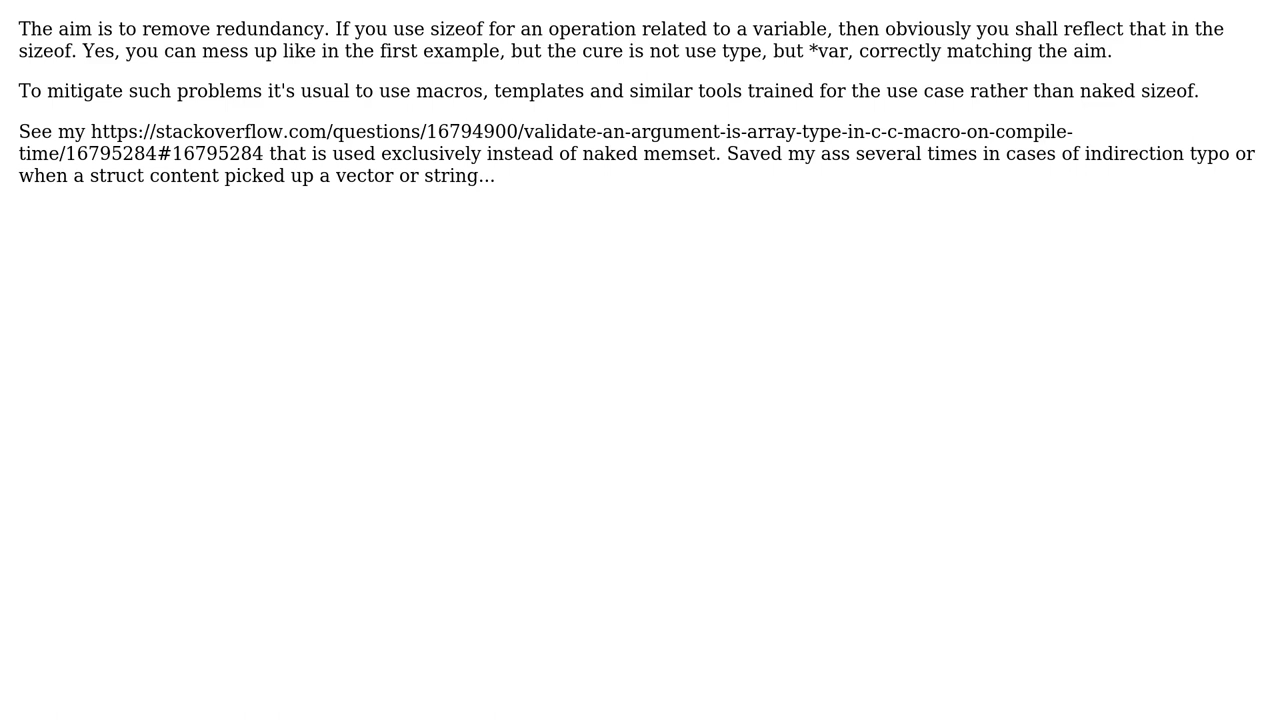 The aim is to remove redundancy. If you use sizeof for an operation related to a variable, then obviously you shall reflect that in the
sizeof. Yes, you can mess up like in the first example, but the cure is not use type, but *var, correctly matching the aim.
To mitigate such problems it's usual to use macros, templates and similar tools trained for the use case rather than naked sizeof.
See my https://stackoverflow.com/questions/16794900/validate-an-argument-is-array-type-in-c-c-macro-on-compile-
time/16795284#16795284 that is used exclusively instead of naked memset. Saved my ass several times in cases of indirection typo or
when a struct content picked up a vector or string...